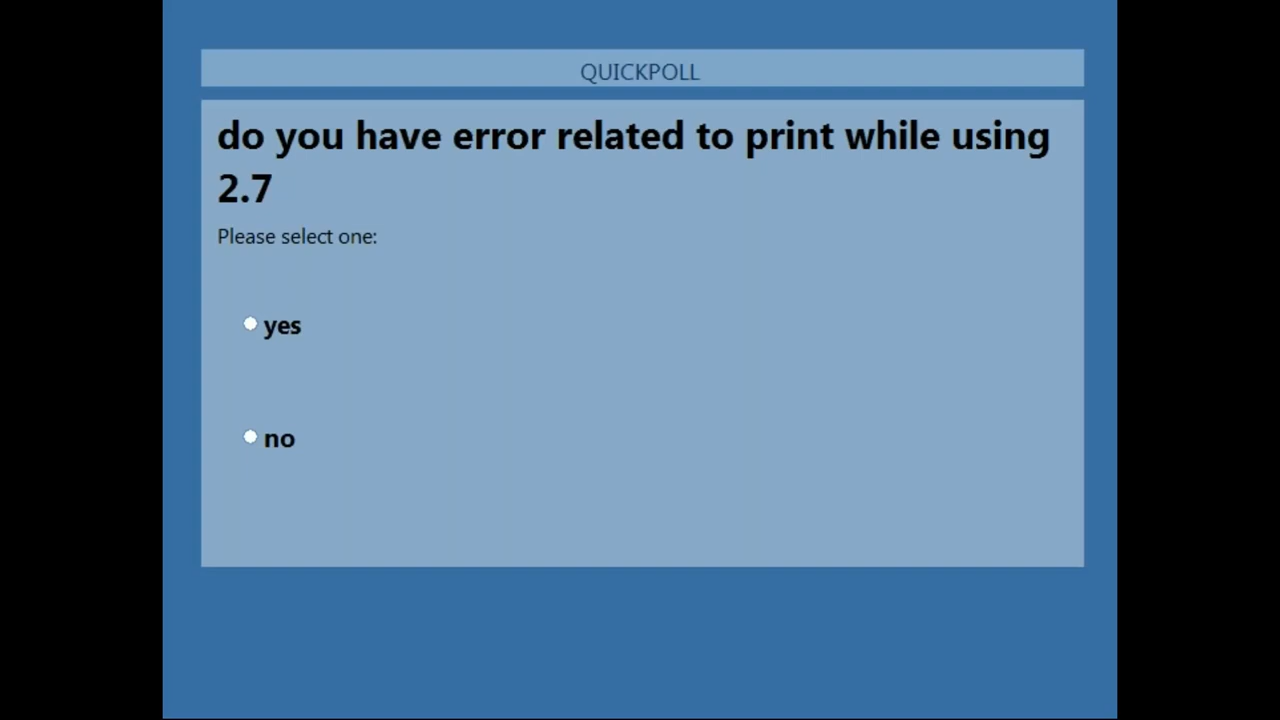 QUICKPOLL
do you have error related to print while using
2.7
Please select one:
yes
no